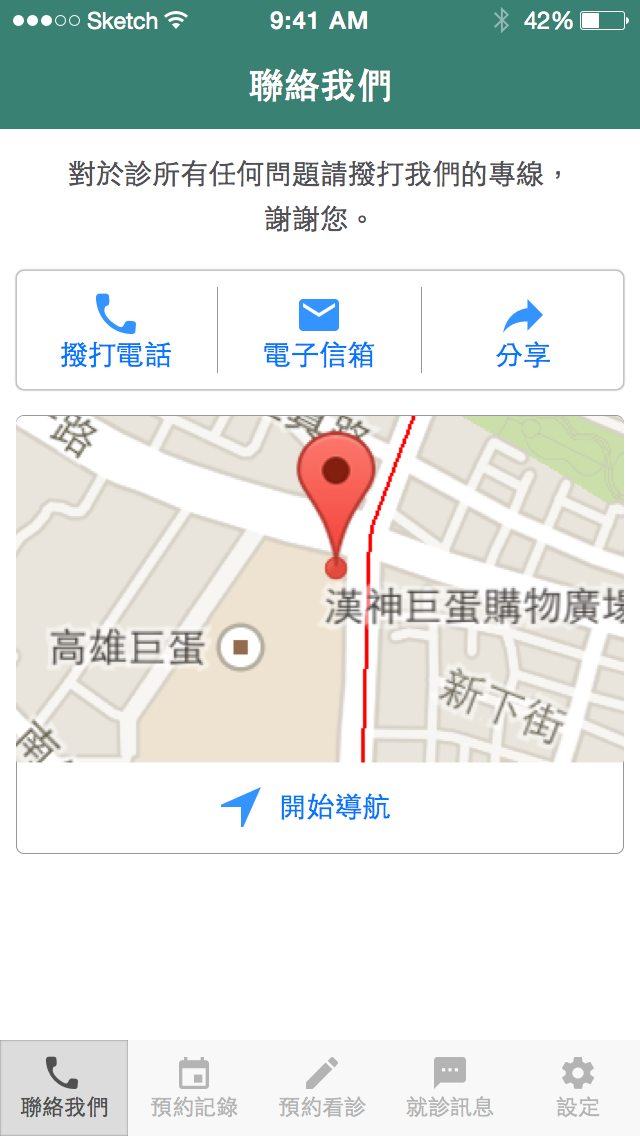 Sketch 9:41 AM 42%
聯絡我們
對於診所有任何問題請撥打我們的專線，
謝謝您。
撥打電話 電子信箱 分享
路
路
漢神巨蛋購物廣場
高雄巨蛋
新下街
南
開始導航
聯絡我們 預約記錄 預約看診 就診訊息 設定